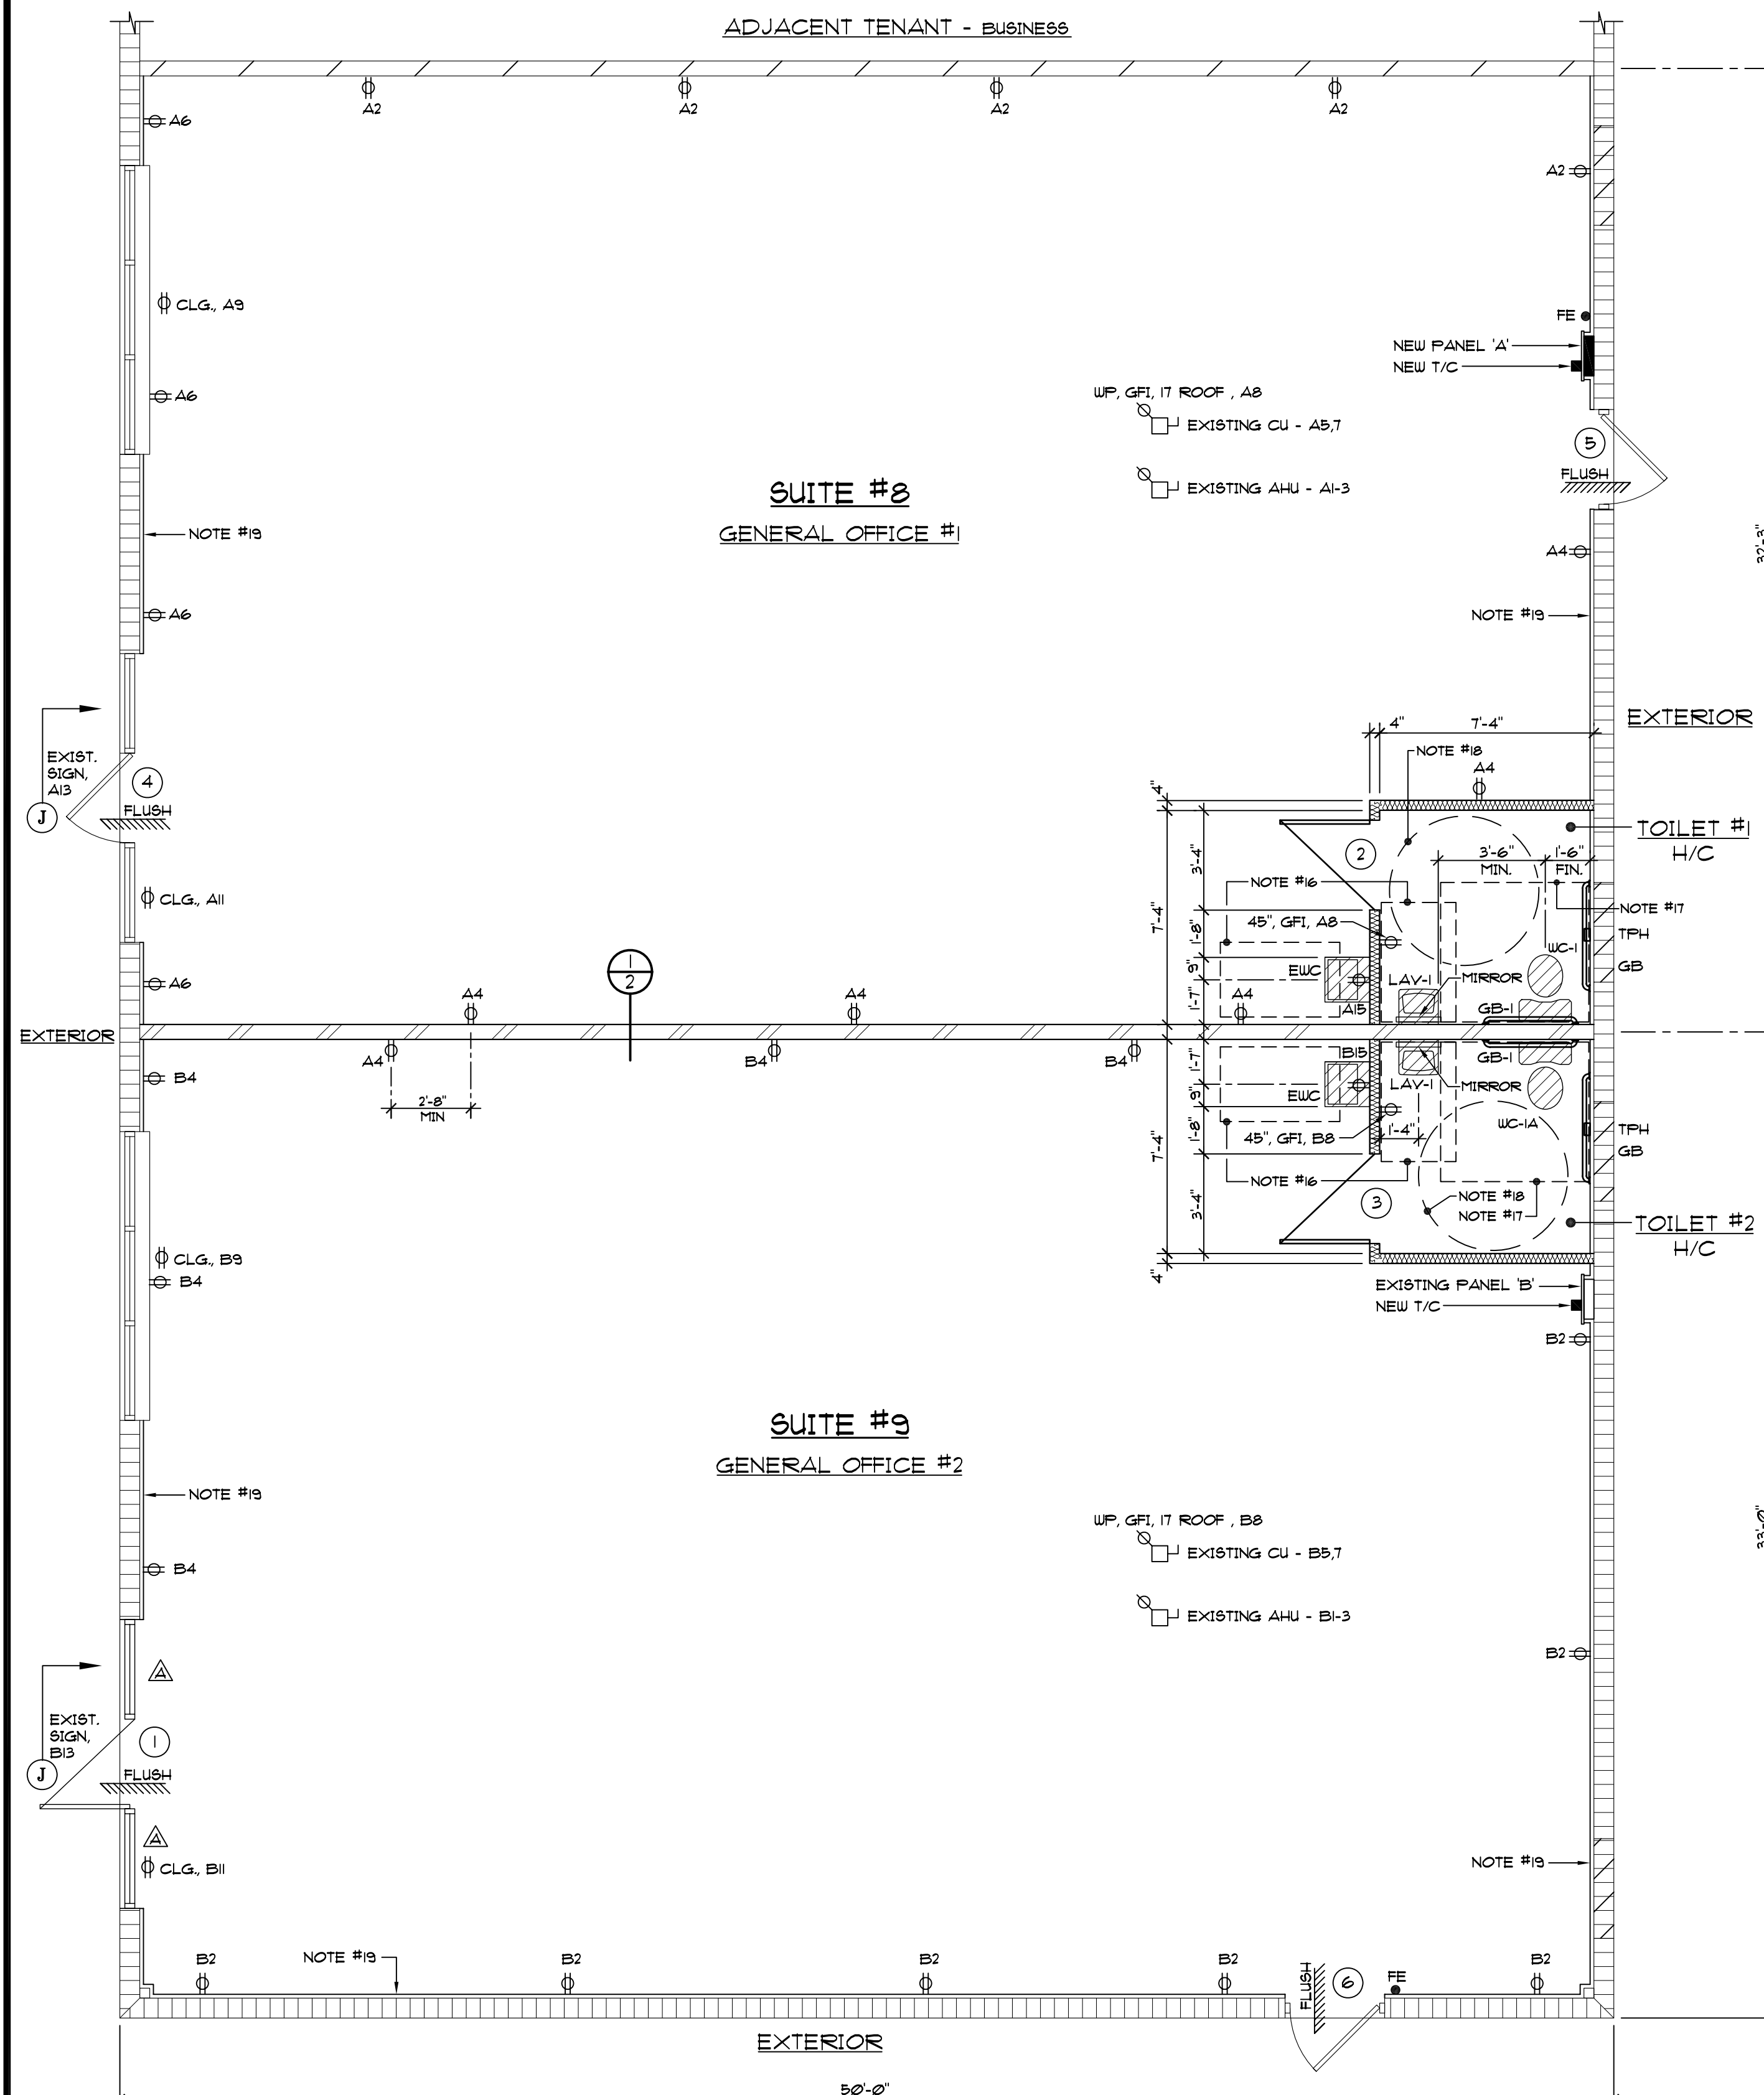 ADJACENT TENANT - BUSINESS
A2
A2
A2
A2
A6
A2
CLG., A9
FE
NEW PANEL 'A'
NEW T/C
A6
WP, GFI, 17 ROOF , A8
EXISTING CU - A5,7
5
FLUSH
EXISTING AHU - A1-3
SUITE #8
GENERAL OFFICE #1
NOTE #19
A4
32'-3"
A6
NOTE #19
EXTERIOR
4"
7'-4"
NOTE #18
A4
EXIST.
SIGN,
A13
J
4
FLUSH
4"
TOILET #1
H/C
2
3'-6"
MIN.
1'-6"
FIN.
3'-4"
NOTE #16
NOTE #17
CLG., A11
7'-4"
45", GFI, A8
1'-8"
TPH
WC-1
GB
1
2
EWC
9"
LAV-1
MIRROR
A6
A4
A4
A4
1'-7"
A15
GB-1
EXTERIOR
A4
B4
B4
B15
1'-7"
GB-1
B4
LAV-1
MIRROR
EWC
9"
2'-8"
MIN
WC-1A
TPH
1'-4"
45", GFI, B8
1'-8"
7'-4"
GB
NOTE #16
3
NOTE #18
NOTE #17
3'-4"
TOILET #2
H/C
CLG., B9
B4
4"
EXISTING PANEL 'B'
NEW T/C
B2
SUITE #9
GENERAL OFFICE #2
NOTE #19
WP, GFI, 17 ROOF , B8
EXISTING CU - B5,7
33'-0"
B4
EXISTING AHU - B1-3
B2
A
EXIST.
SIGN,
B13
J
1
FLUSH
A
CLG., B11
NOTE #19
B2
NOTE #19
B2
B2
B2
FLUSH
6
FE
B2
EXTERIOR
50'-0"